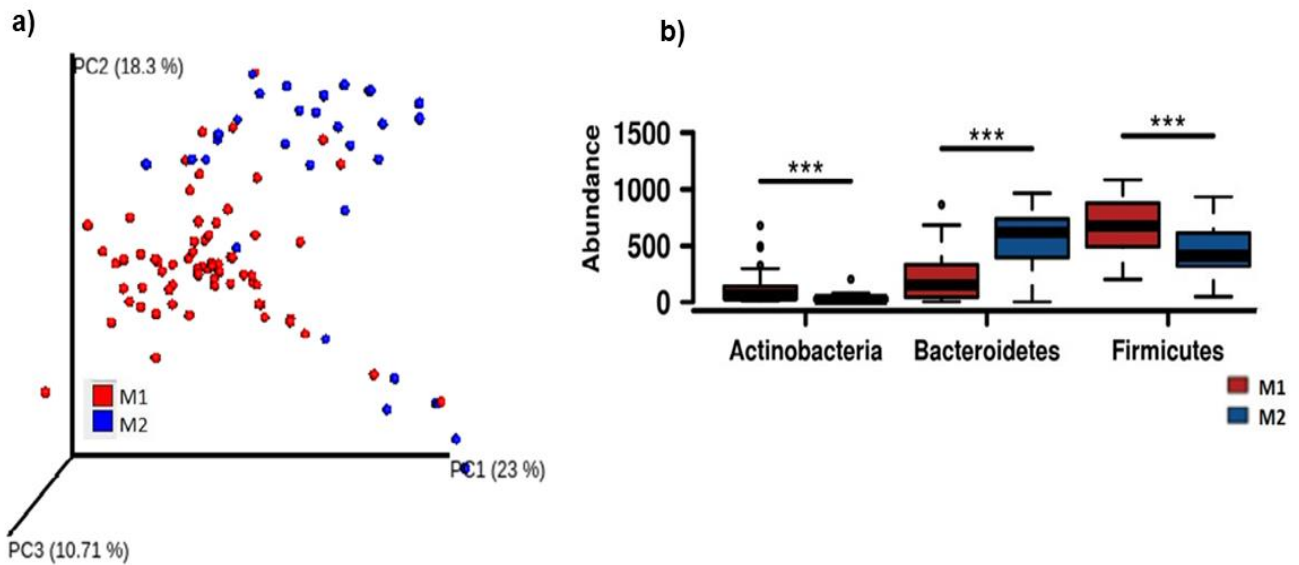 a)
PC2 (18.3 %)
M1
M2
PC1 (23 %)
PC3 (10.71 %)
b)
Abundance
1500
1000
500
0
***
***
***
Actinobacteria
Bacteroidetes
Firmicutes
M1
M2